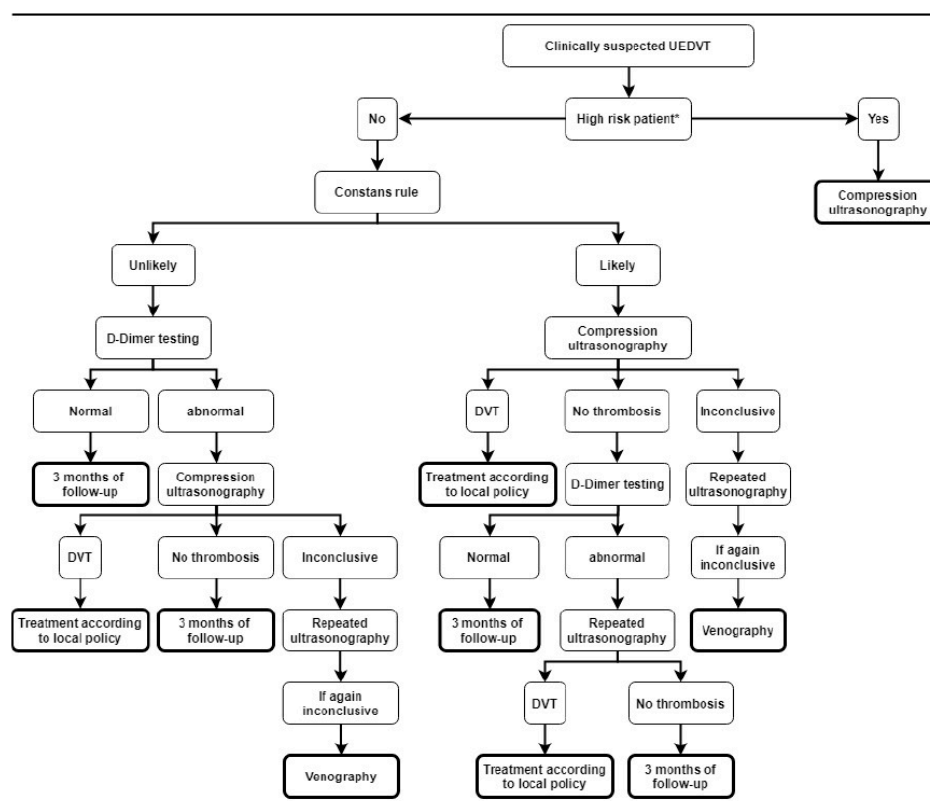 Clinically suspected UEDVT
No
High risk patient*
Yes
Constans rule
Compression
ultrasonography
Unlikely
Likely
D-Dimer testing
Compression
ultrasonography
Normal
abnormal
DVT
No thrombosis
Inconclusive
3 months of
follow-up
Compression
ultrasonography
Treatment according
to local policy
D-Dimer testing
Repeated
ultrasonography
DVT
No thrombosis
Inconclusive
Normal
abnormal
If again
inconclusive
Treatment according
to local policy
3 months of
follow-up
Repeated
ultrasonography
3 months of
follow-up
Repeated
ultrasonography
Venography
If again
inconclusive
DVT
No thrombosis
Venography
Treatment according
to local policy
3 months of
follow-up